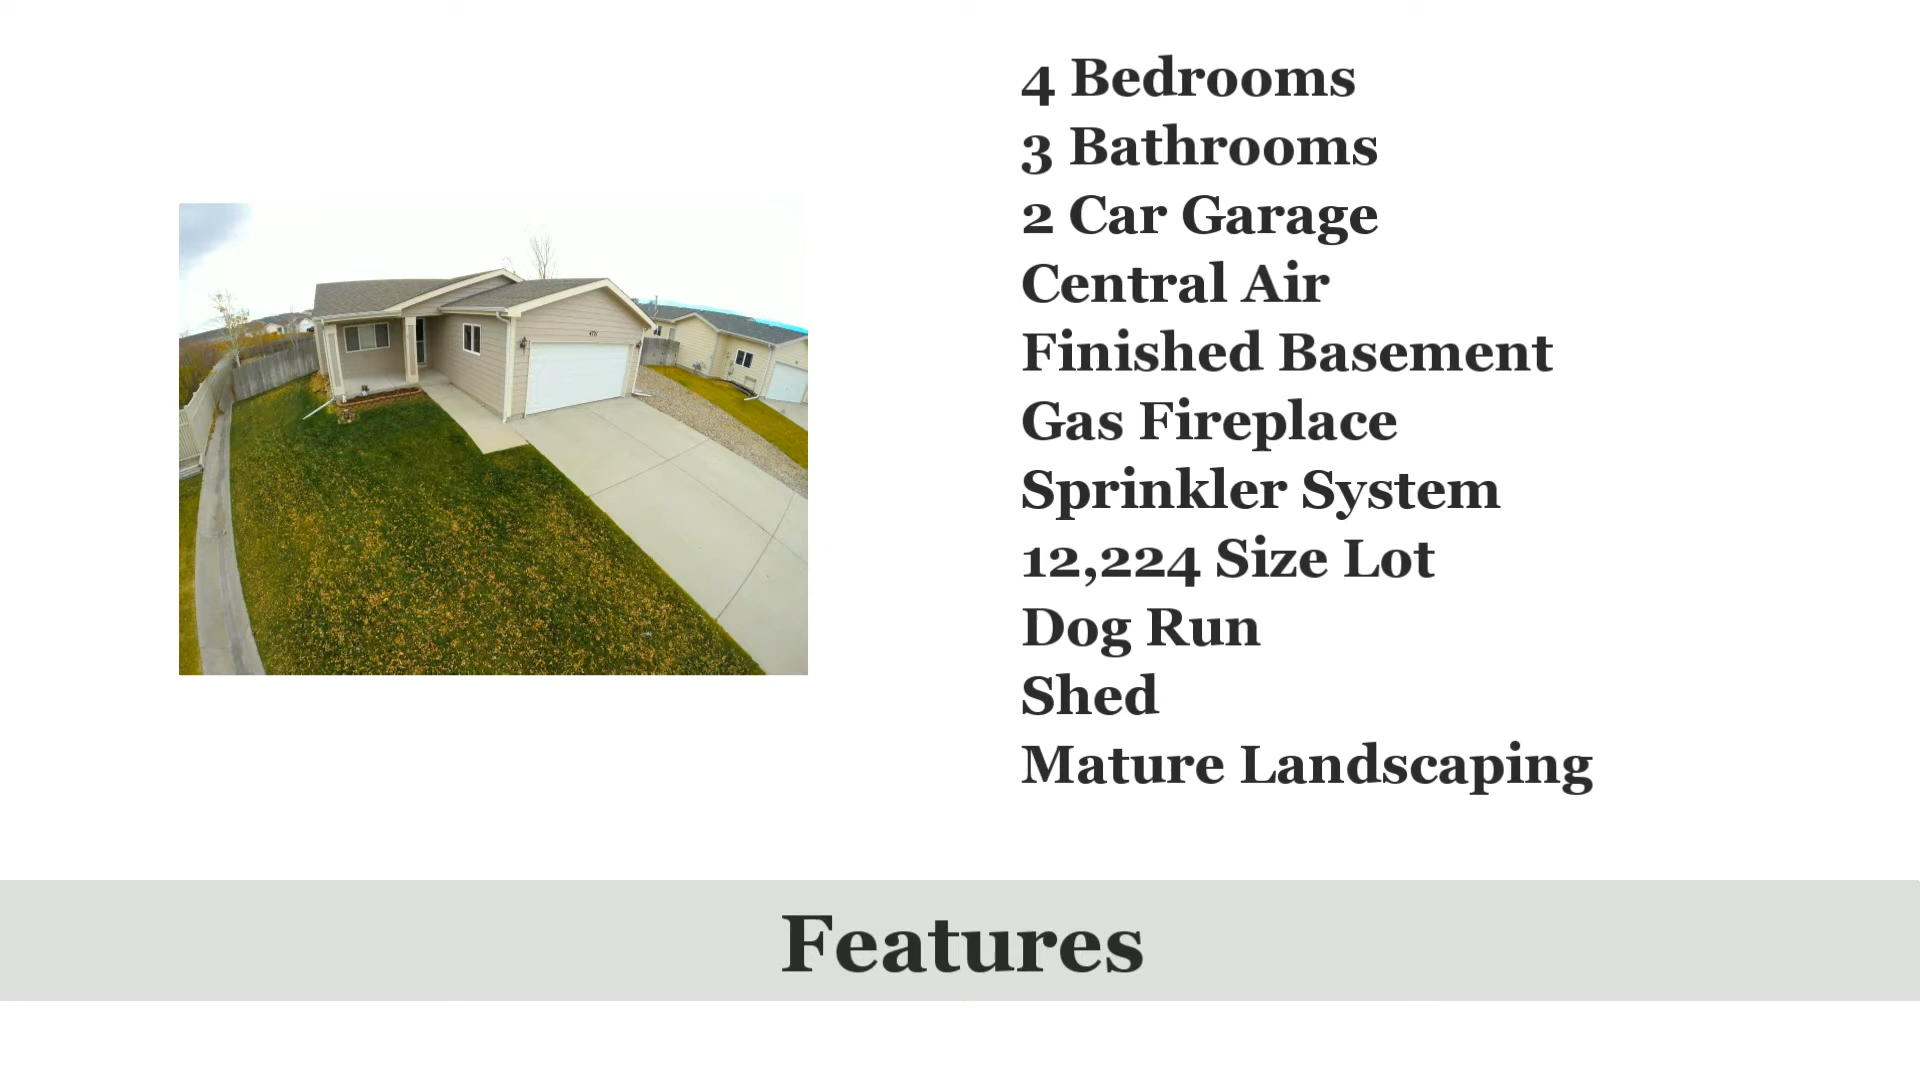 4 Bedrooms
3 Bathrooms
2 Car Garage
Central Air
Finished Basement
Gas Fireplace
Sprinkler System
12,224 Size Lot
Dog Run
Shed
Mature Landscaping
Features